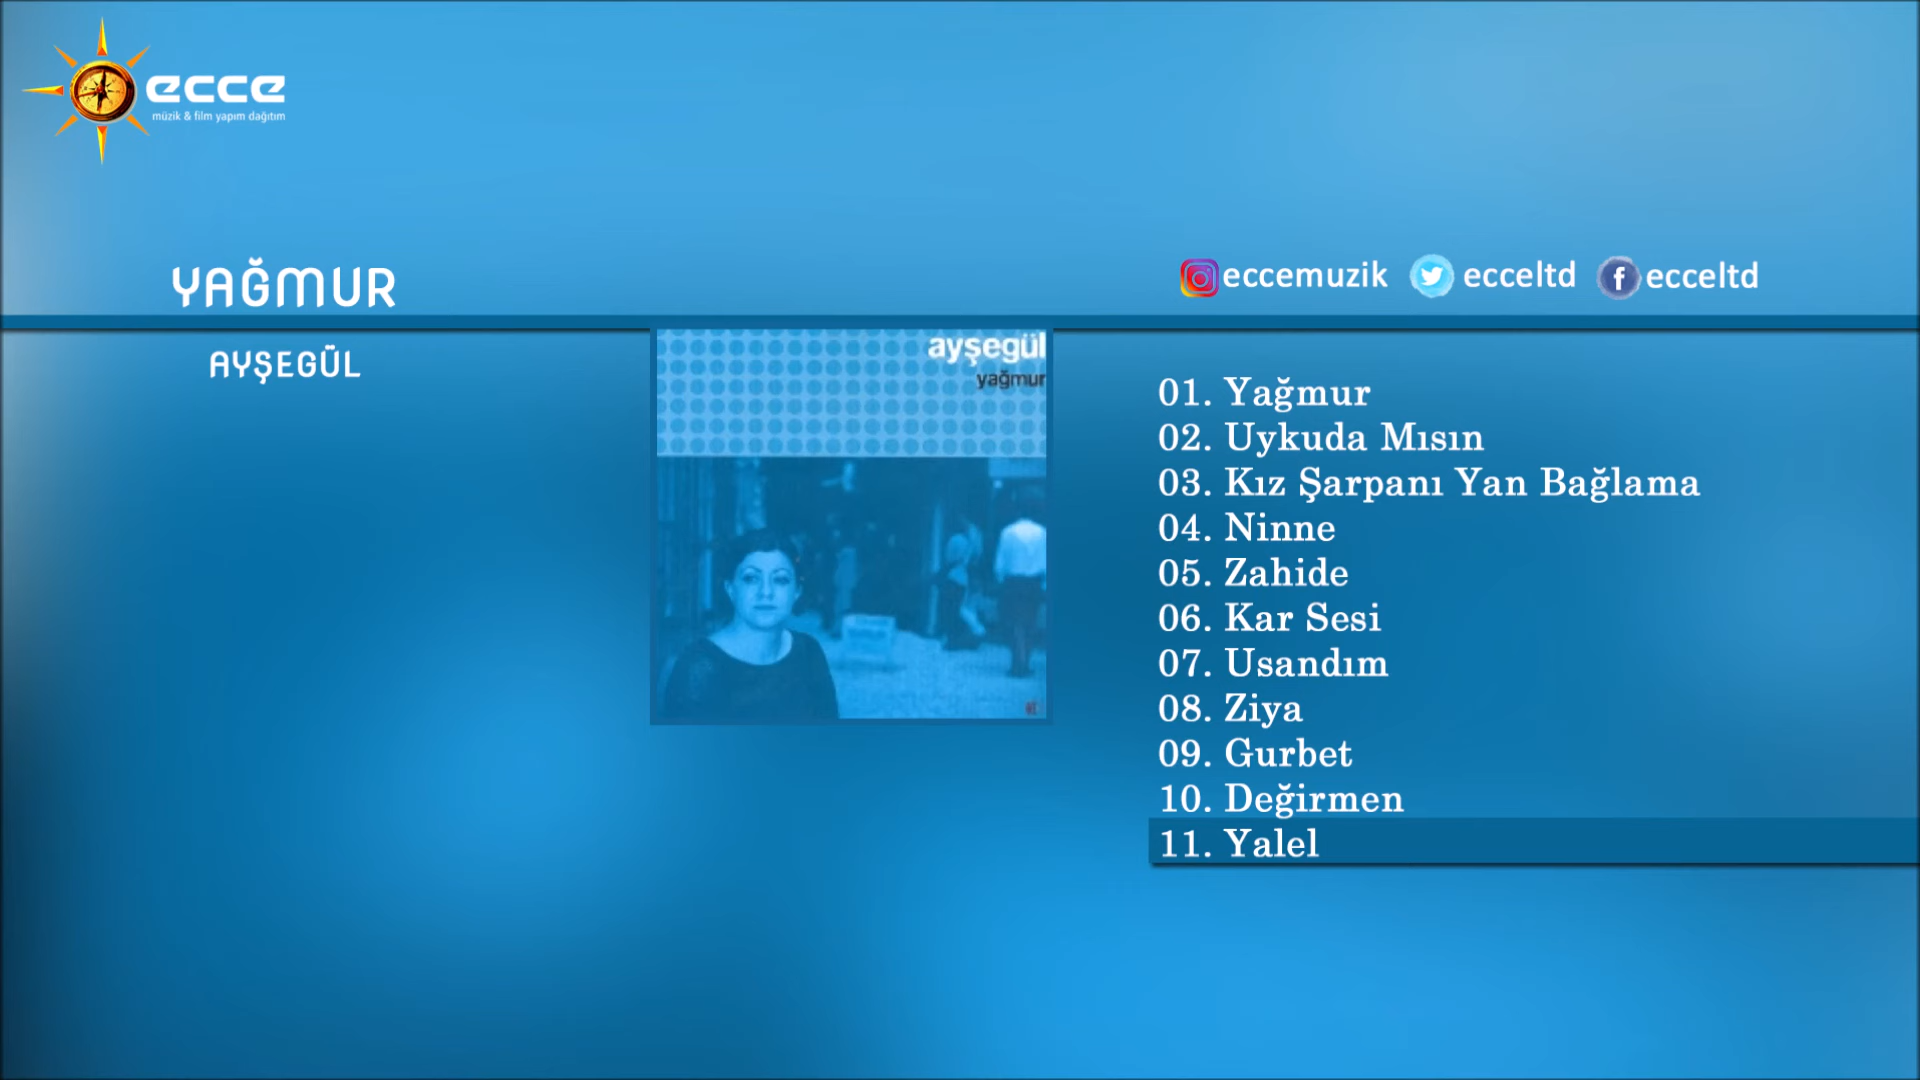 ecce
müzik & film yapım dağıtım
YAĞMUR
eccemuzik
ecceltd
ecceltd
AYŞEGÜL
ayşegül
yağmur
01. Yağmur
02. Uykuda Mısın
03. Kız Şarpanı Yan Bağlama
04. Ninne
05. Zahide
06. Kar Sesi
07. Usandım
08. Ziya
09. Gurbet
10. Değirmen
11. Yalel